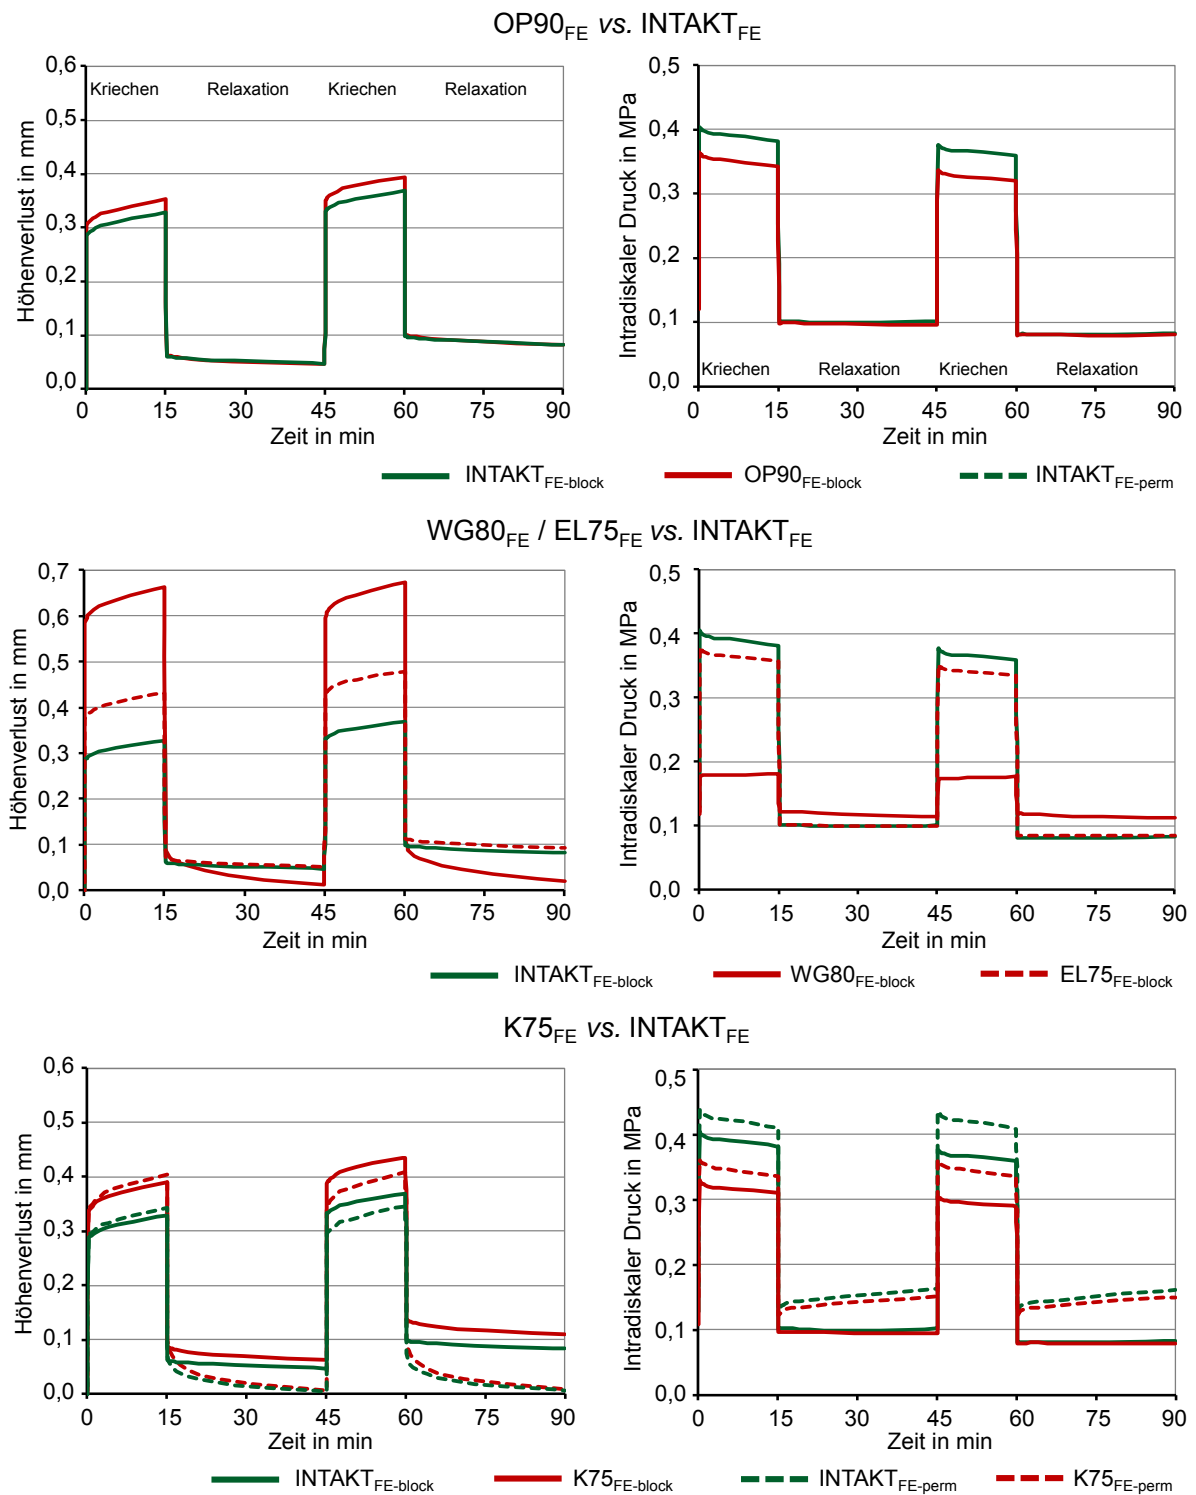 OP90FE vs. INTAKTFE
Höhenverlust in mm
0,6
0,5
0,4
0,3
0,2
0,1
0,0
Kriechen Relaxation Kriechen Relaxation
0 15 30 45 60 75 90
Zeit in min
Intradiskaler Druck in MPa
0,5
0,4
0,3
0,2
0,1
0,0
Kriechen Relaxation Kriechen Relaxation
0 15 30 45 60 75 90
Zeit in min
INTAKTFE-block OP90FE-block INTAKTFE-perm
WG80FE / EL75FE vs. INTAKTFE
Höhenverlust in mm
0,7
0,6
0,5
0,4
0,3
0,2
0,1
0,0
0 15 30 45 60 75 90
Zeit in min
Intradiskaler Druck in MPa
0,5
0,4
0,3
0,2
0,1
0,0
0 15 30 45 60 75 90
Zeit in min
INTAKTFE-block WG80FE-block EL75FE-block
K75FE vs. INTAKTFE
Höhenverlust in mm
0,6
0,5
0,4
0,3
0,2
0,1
0,0
0 15 30 45 60 75 90
Zeit in min
Intradiskaler Druck in MPa
0,5
0,4
0,3
0,2
0,1
0,0
0 15 30 45 60 75 90
Zeit in min
INTAKTFE-block K75FE-block INTAKTFE-perm K75FE-perm